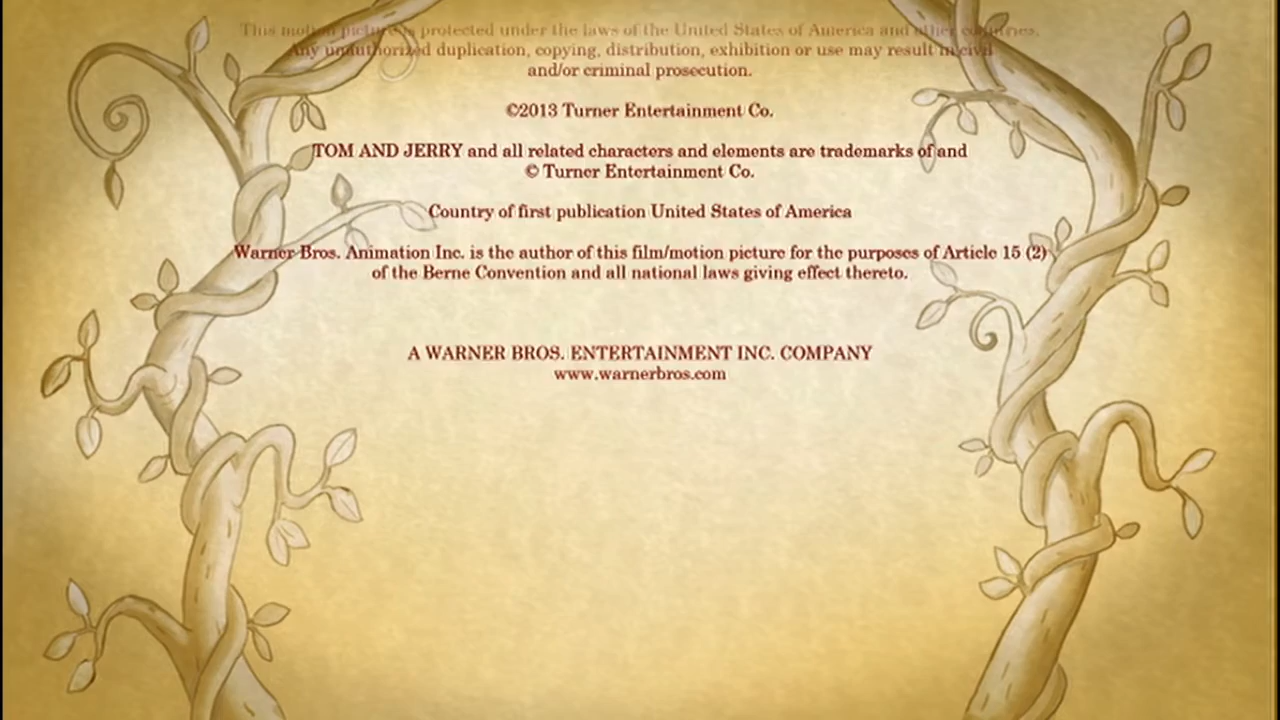 This motion picture is protected under the laws of the United States of America and other countries.
Any unauthorized duplication, copying, distribution, exhibition or use may result in civil
and/or criminal prosecution.
©2013 Turner Entertainment Co.
TOM AND JERRY and all related characters and elements are trademarks of and
© Turner Entertainment Co.
Country of first publication United States of America
Warner Bros. Animation Inc. is the author of this film/motion picture for the purposes of Article 15 (2)
of the Berne Convention and all national laws giving effect thereto.
A WARNER BROS. ENTERTAINMENT INC. COMPANY
www.warnerbros.com